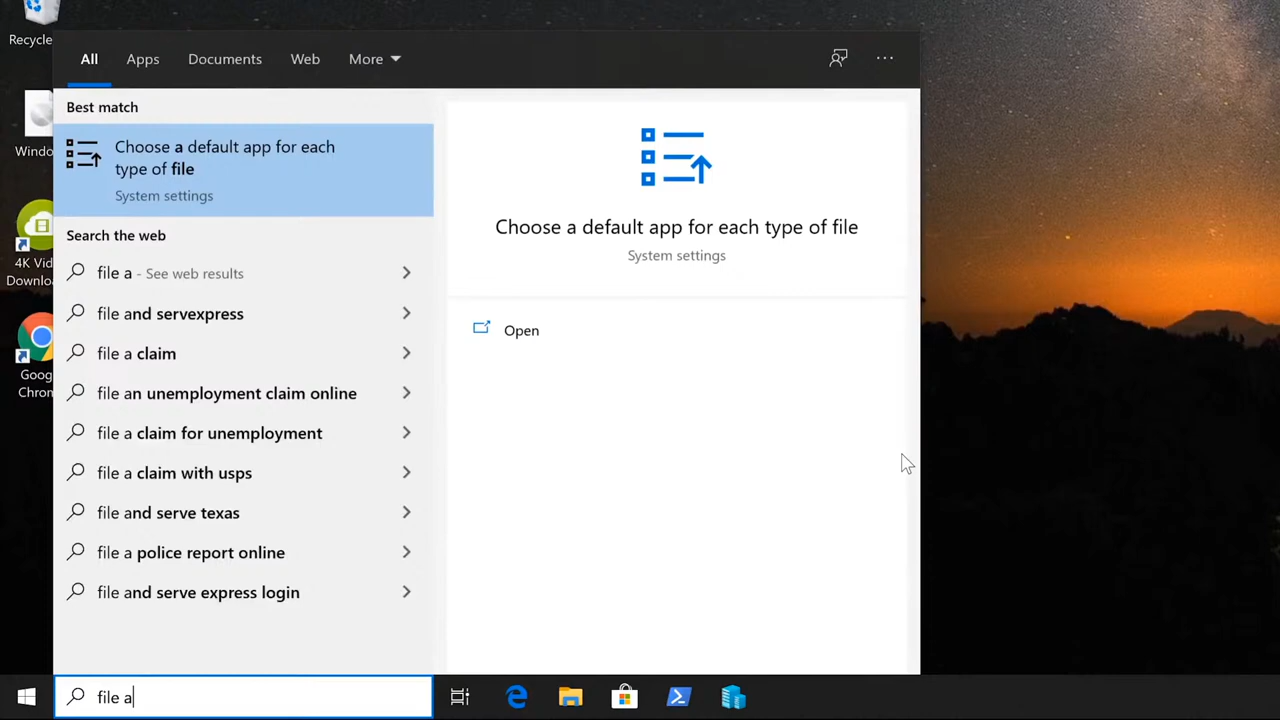 Recycle
All Apps Documents Web More
Best match
Choose a default app for each
type of file
System settings
Search the web
file a - See web results
file and servexpress
file a claim
file an unemployment claim online
file a claim for unemployment
file a claim with usps
file and serve texas
file a police report online
file and serve express login
Choose a default app for each type of file
System settings
Open
Windo
4K Vid
Downloa
Goog
Chrom
file a